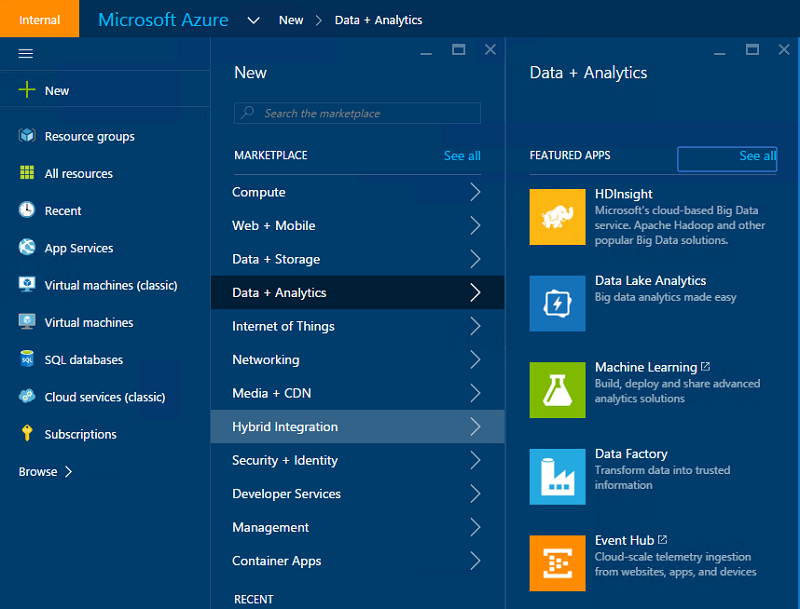 Internal
Microsoft Azure
New
Data + Analytics
New
Resource groups
All resources
Recent
App Services
Virtual machines (classic)
Virtual machines
SQL databases
Cloud services (classic)
Subscriptions
Browse
New
Search the marketplace
MARKETPLACE
See all
Compute
Web + Mobile
Data + Storage
Data + Analytics
Internet of Things
Networking
Media + CDN
Hybrid Integration
Security + Identity
Developer Services
Management
Container Apps
RECENT
Data + Analytics
FEATURED APPS
See all
HDInsight
Microsoft's cloud-based Big Data
service. Apache Hadoop and other
popular Big Data solutions.
Data Lake Analytics
Big data analytics made easy
Machine Learning
Build, deploy and share advanced
analytics solutions
Data Factory
Transform data into trusted
information
Event Hub
Cloud-scale telemetry ingestion
from websites, apps, and devices